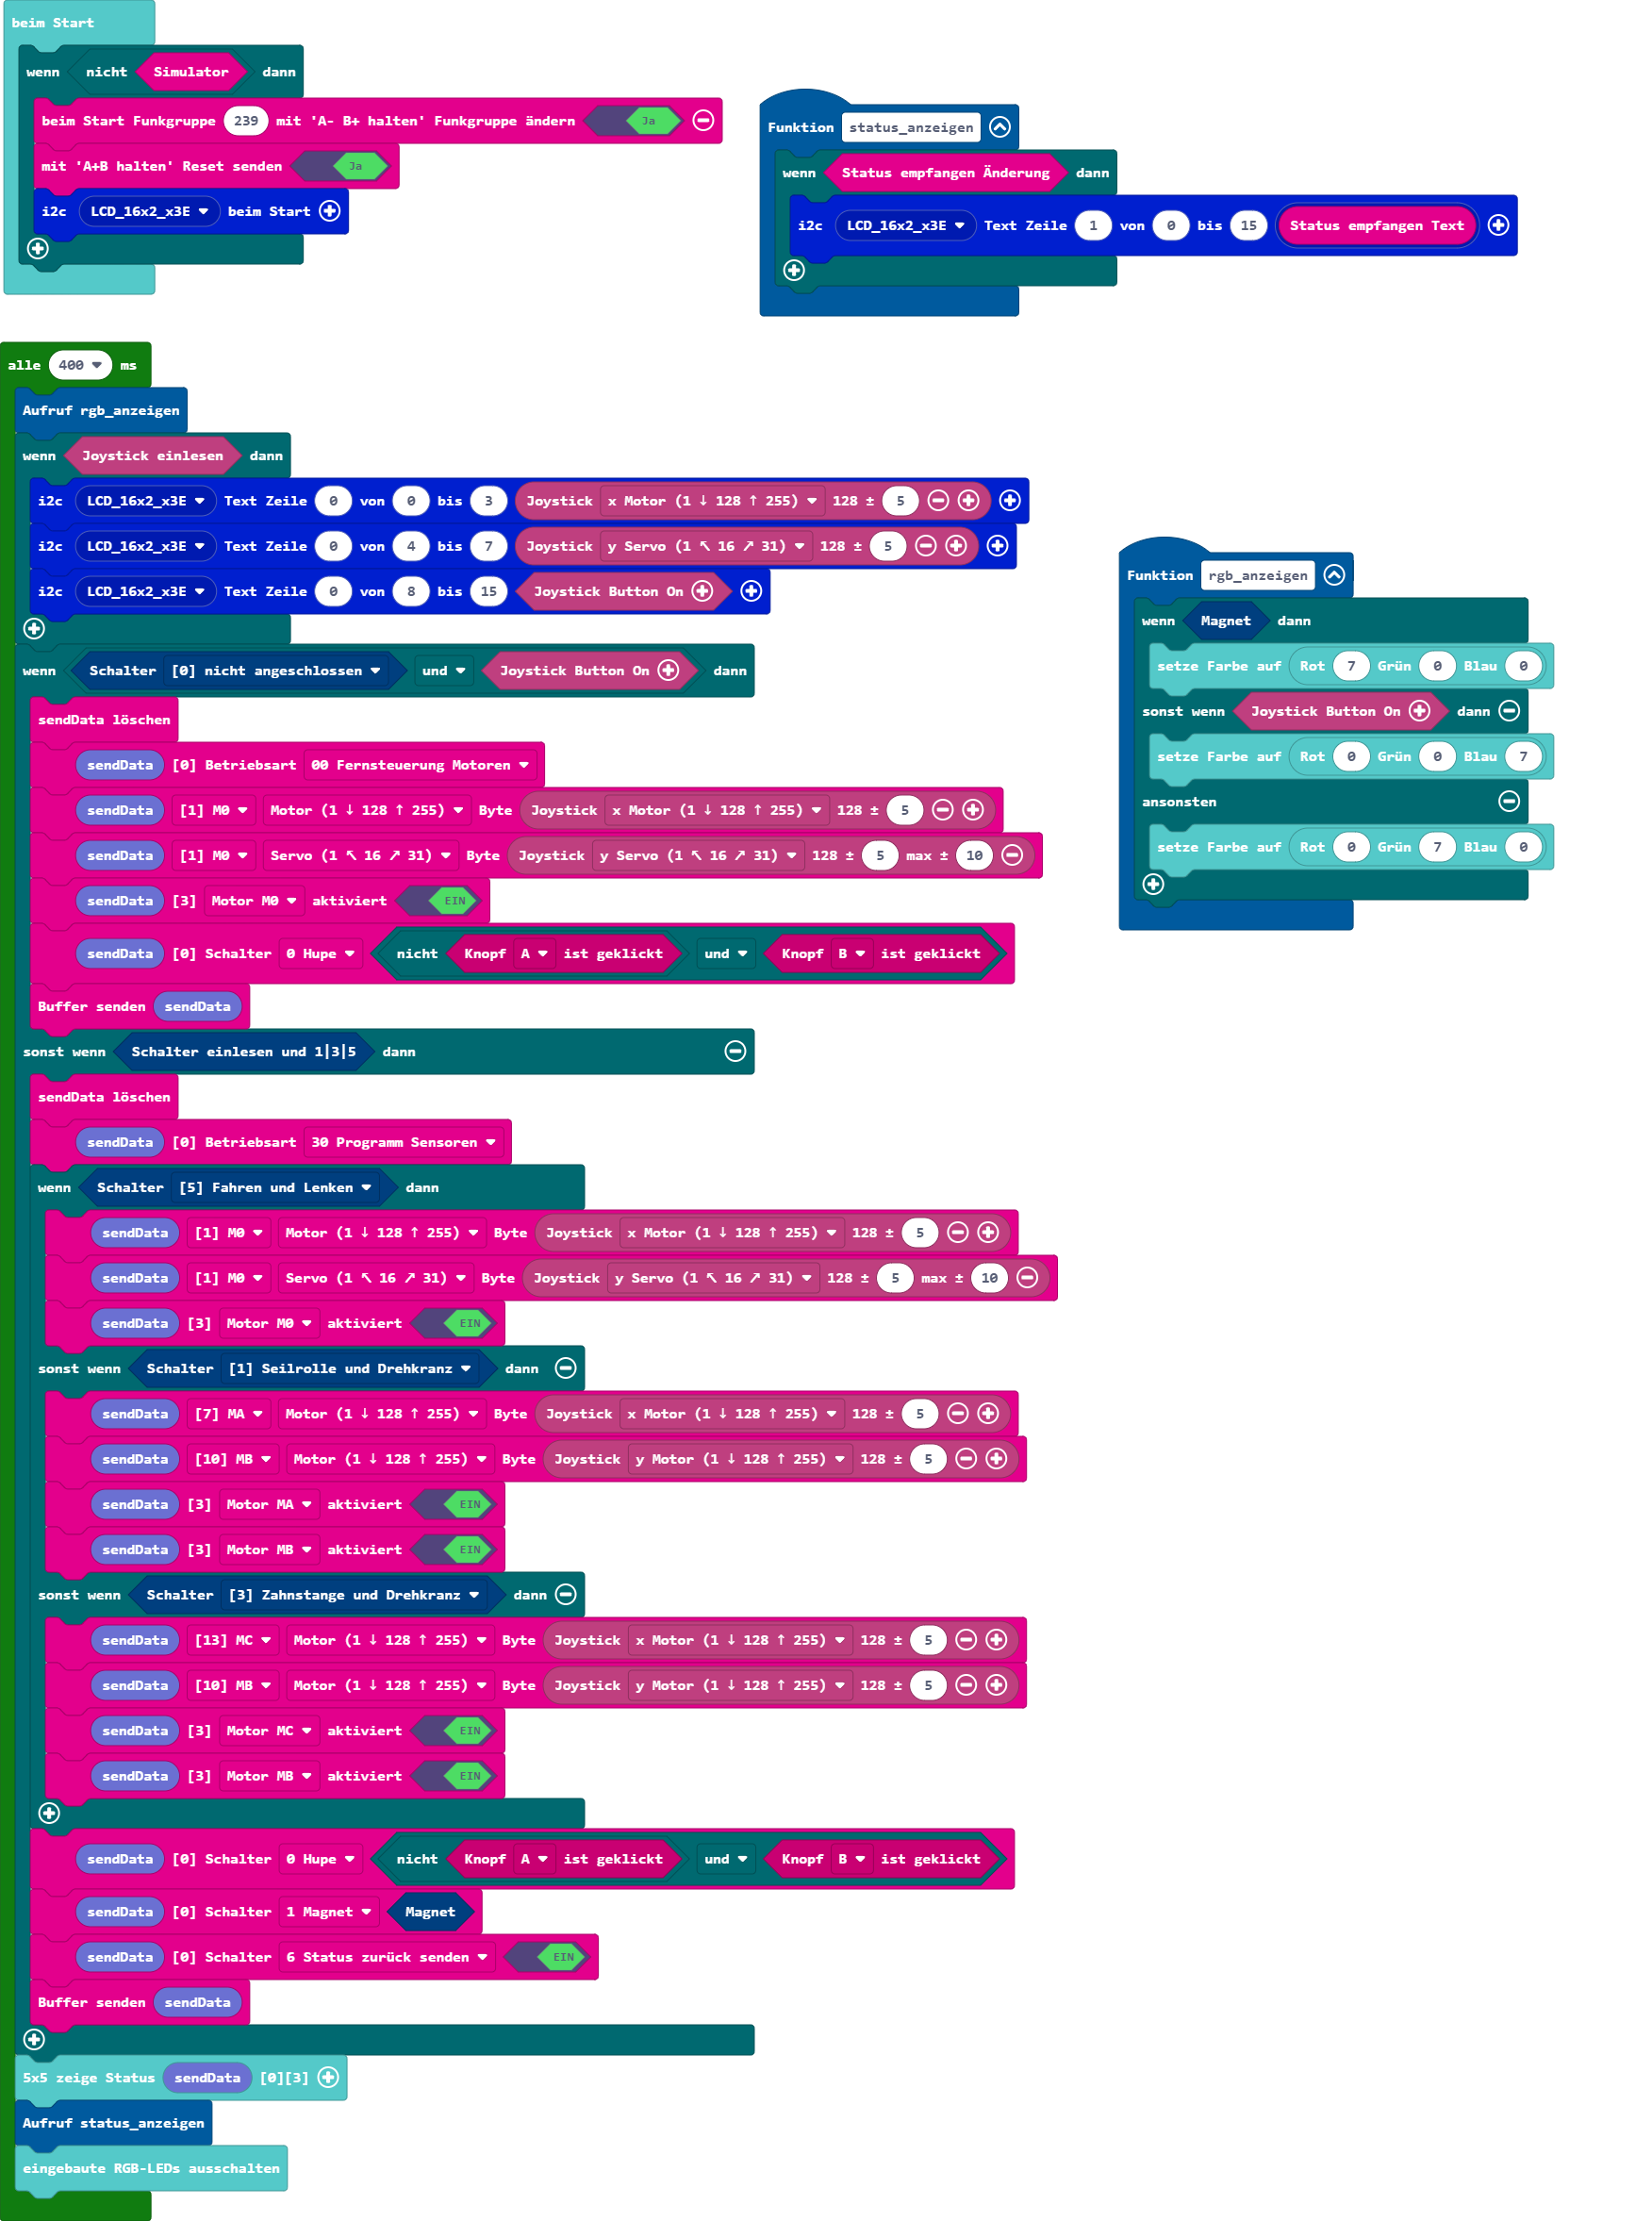 beim Start
wenn nicht Simulator dann
beim Start Funkgruppe 239 mit 'A- B+ halten' Funkgruppe ändern Ja
mit 'A+B halten' Reset senden Ja
i2c LCD_16x2_x3E beim Start
Funktion status_anzeigen
wenn Status empfangen Änderung dann
i2c LCD_16x2_x3E Text Zeile 1 von 0 bis 15 Status empfangen Text
alle 400 ms
Aufruf rgb_anzeigen
wenn Joystick einlesen dann
i2c LCD_16x2_x3E Text Zeile 0 von 0 bis 3 Joystick x Motor (1 ↓ 128 ↑ 255) 128 ± 5
i2c LCD_16x2_x3E Text Zeile 0 von 4 bis 7 Joystick y Servo (1 ↖ 16 ↗ 31) 128 ± 5
i2c LCD_16x2_x3E Text Zeile 0 von 8 bis 15 Joystick Button On
wenn Schalter [0] nicht angeschlossen und Joystick Button On dann
sendData löschen
sendData [0] Betriebsart 00 Fernsteuerung Motoren
sendData [1] M0 Motor (1 ↓ 128 ↑ 255) Byte Joystick x Motor (1 ↓ 128 ↑ 255) 128 ± 5
sendData [1] M0 Servo (1 ↖ 16 ↗ 31) Byte Joystick y Servo (1 ↖ 16 ↗ 31) 128 ± 5 max ± 10
sendData [3] Motor M0 aktiviert EIN
sendData [0] Schalter 0 Hupe nicht Knopf A ist geklickt und Knopf B ist geklickt
Buffer senden sendData
sonst wenn Schalter einlesen und 1|3|5 dann
sendData löschen
sendData [0] Betriebsart 30 Programm Sensoren
wenn Schalter [5] Fahren und Lenken dann
sendData [1] M0 Motor (1 ↓ 128 ↑ 255) Byte Joystick x Motor (1 ↓ 128 ↑ 255) 128 ± 5
sendData [1] M0 Servo (1 ↖ 16 ↗ 31) Byte Joystick y Servo (1 ↖ 16 ↗ 31) 128 ± 5 max ± 10
sendData [3] Motor M0 aktiviert EIN
sonst wenn Schalter [1] Seilrolle und Drehkranz dann
sendData [7] MA Motor (1 ↓ 128 ↑ 255) Byte Joystick x Motor (1 ↓ 128 ↑ 255) 128 ± 5
sendData [10] MB Motor (1 ↓ 128 ↑ 255) Byte Joystick y Motor (1 ↓ 128 ↑ 255) 128 ± 5
sendData [3] Motor MA aktiviert EIN
sendData [3] Motor MB aktiviert EIN
sonst wenn Schalter [3] Zahnstange und Drehkranz dann
sendData [13] MC Motor (1 ↓ 128 ↑ 255) Byte Joystick x Motor (1 ↓ 128 ↑ 255) 128 ± 5
sendData [10] MB Motor (1 ↓ 128 ↑ 255) Byte Joystick y Motor (1 ↓ 128 ↑ 255) 128 ± 5
sendData [3] Motor MC aktiviert EIN
sendData [3] Motor MB aktiviert EIN
sendData [0] Schalter 0 Hupe nicht Knopf A ist geklickt und Knopf B ist geklickt
sendData [0] Schalter 1 Magnet Magnet
sendData [0] Schalter 6 Status zurück senden EIN
Buffer senden sendData
5x5 zeige Status sendData [0][3]
Aufruf status_anzeigen
eingebaute RGB-LEDs ausschalten
Funktion rgb_anzeigen
wenn Magnet dann
setze Farbe auf Rot 7 Grün 0 Blau 0
sonst wenn Joystick Button On dann
setze Farbe auf Rot 0 Grün 0 Blau 7
ansonsten
setze Farbe auf Rot 0 Grün 7 Blau 0